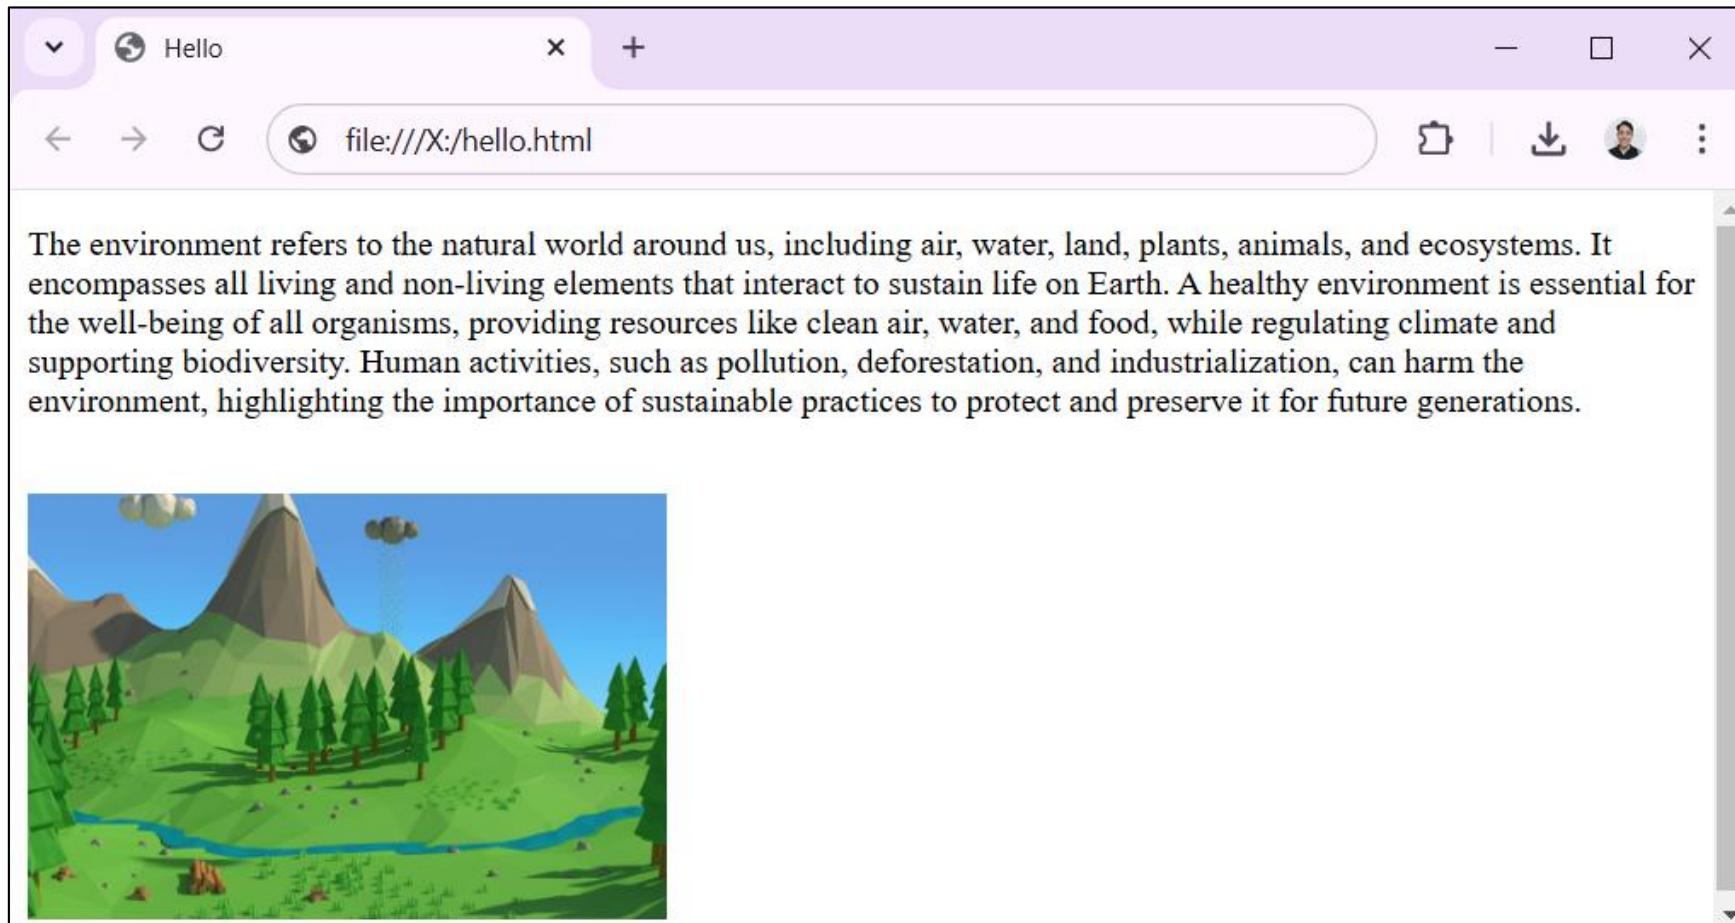 Hello
file:///X:/hello.html
The environment refers to the natural world around us, including air, water, land, plants, animals, and ecosystems. It
encompasses all living and non-living elements that interact to sustain life on Earth. A healthy environment is essential for
the well-being of all organisms, providing resources like clean air, water, and food, while regulating climate and
supporting biodiversity. Human activities, such as pollution, deforestation, and industrialization, can harm the
environment, highlighting the importance of sustainable practices to protect and preserve it for future generations.